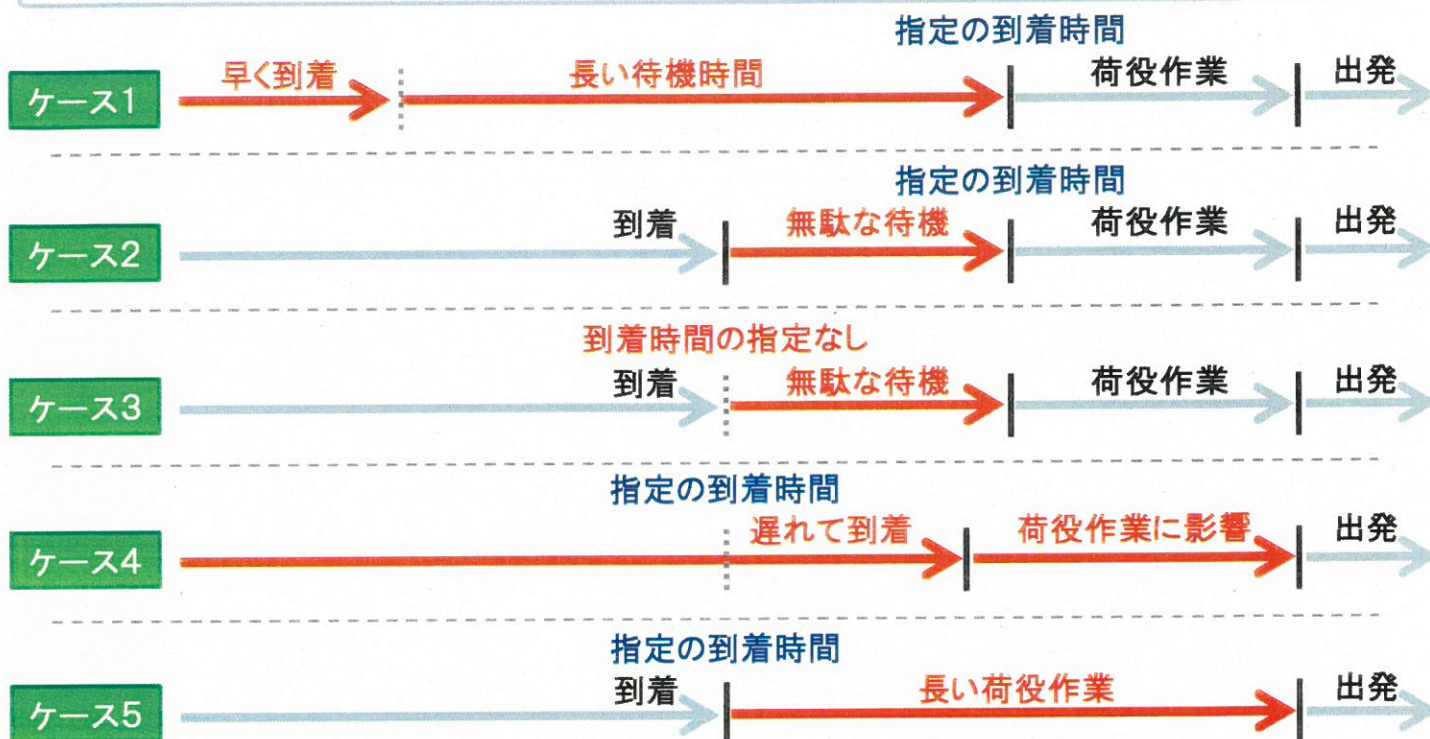 指定の到着時間
ケース1 早く到着 長い待機時間 荷役作業 出発
指定の到着時間
ケース2 到着 無駄な待機 荷役作業 出発
到着時間の指定なし
ケース3 到着 無駄な待機 荷役作業 出発
指定の到着時間
ケース4 遅れて到着 荷役作業に影響 出発
指定の到着時間
ケース5 到着 長い荷役作業 出発